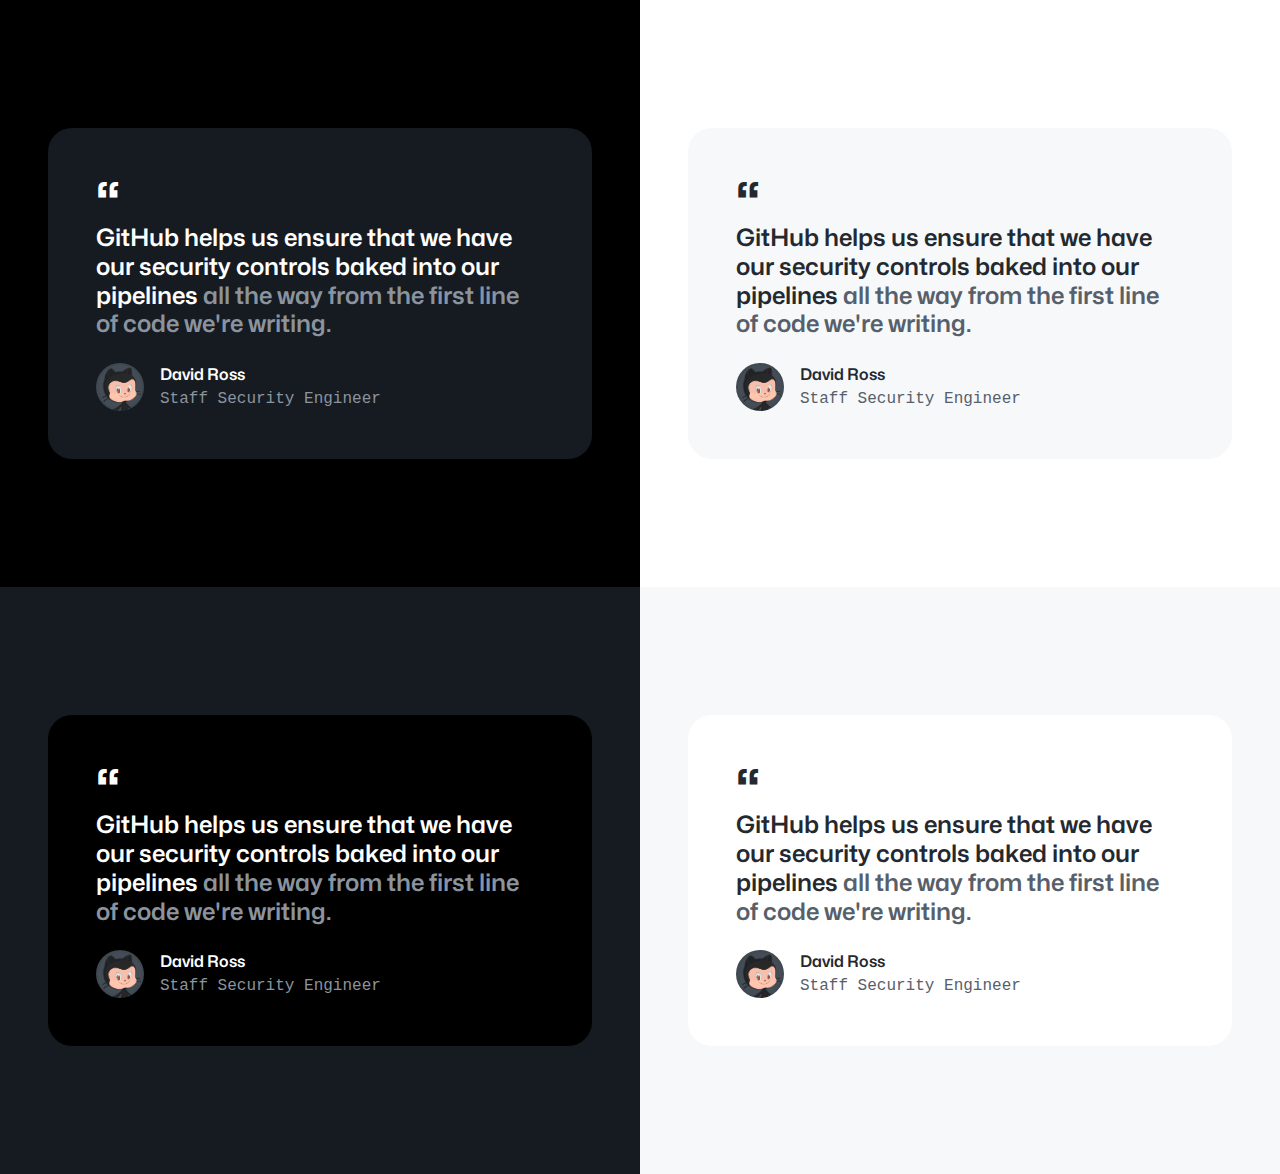 “
GitHub helps us ensure that we have
our security controls baked into our
pipelines all the way from the first line
of code we're writing.
David Ross
Staff Security Engineer
“
GitHub helps us ensure that we have
our security controls baked into our
pipelines all the way from the first line
of code we're writing.
David Ross
Staff Security Engineer
“
GitHub helps us ensure that we have
our security controls baked into our
pipelines all the way from the first line
of code we're writing.
David Ross
Staff Security Engineer
“
GitHub helps us ensure that we have
our security controls baked into our
pipelines all the way from the first line
of code we're writing.
David Ross
Staff Security Engineer